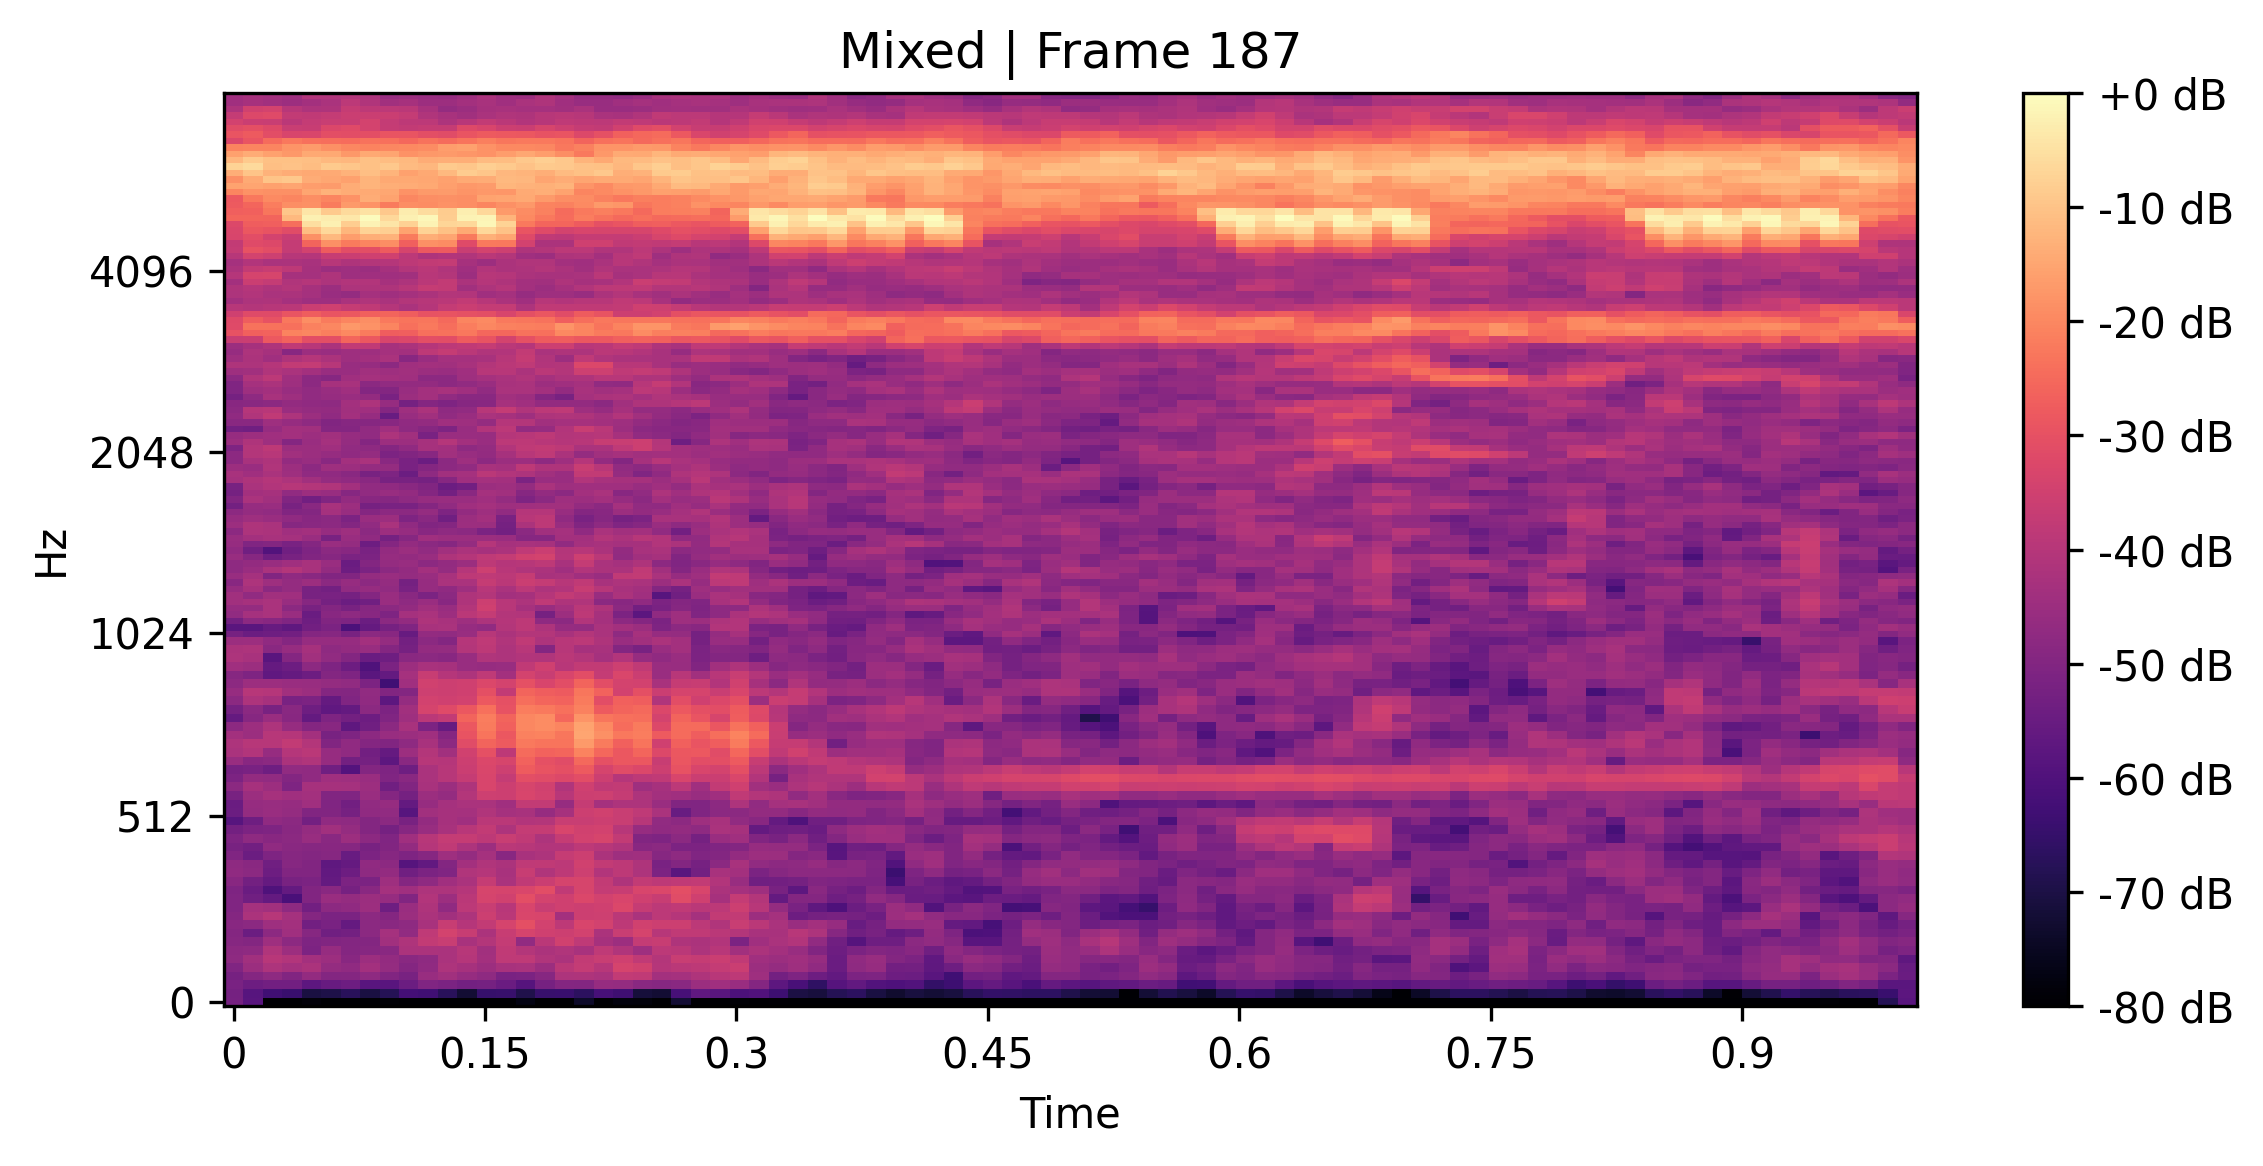 Mixed | Frame 187
Hz
4096
2048
1024
512
0
0 0.15 0.3 0.45 0.6 0.75 0.9
Time
+0 dB
-10 dB
-20 dB
-30 dB
-40 dB
-50 dB
-60 dB
-70 dB
-80 dB